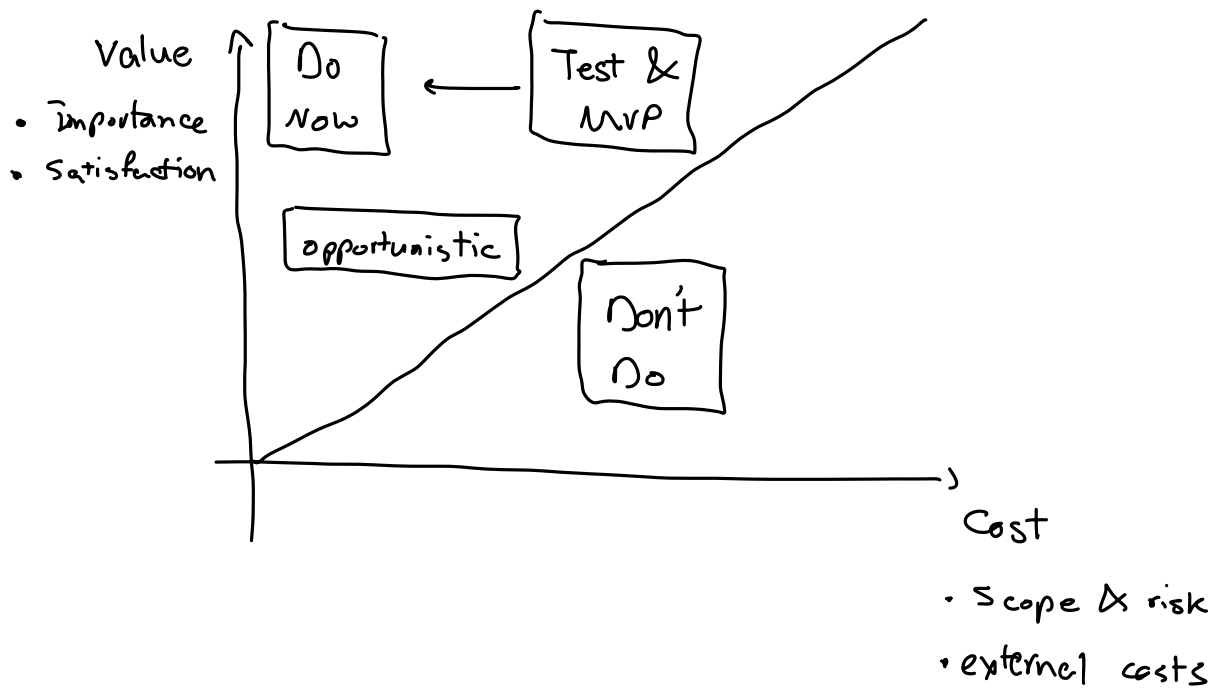 Value
• Importance
• Satisfaction
Do
Now
Test &
MVP
opportunistic
Don't
Do
Cost
• Scope & risk
• external costs